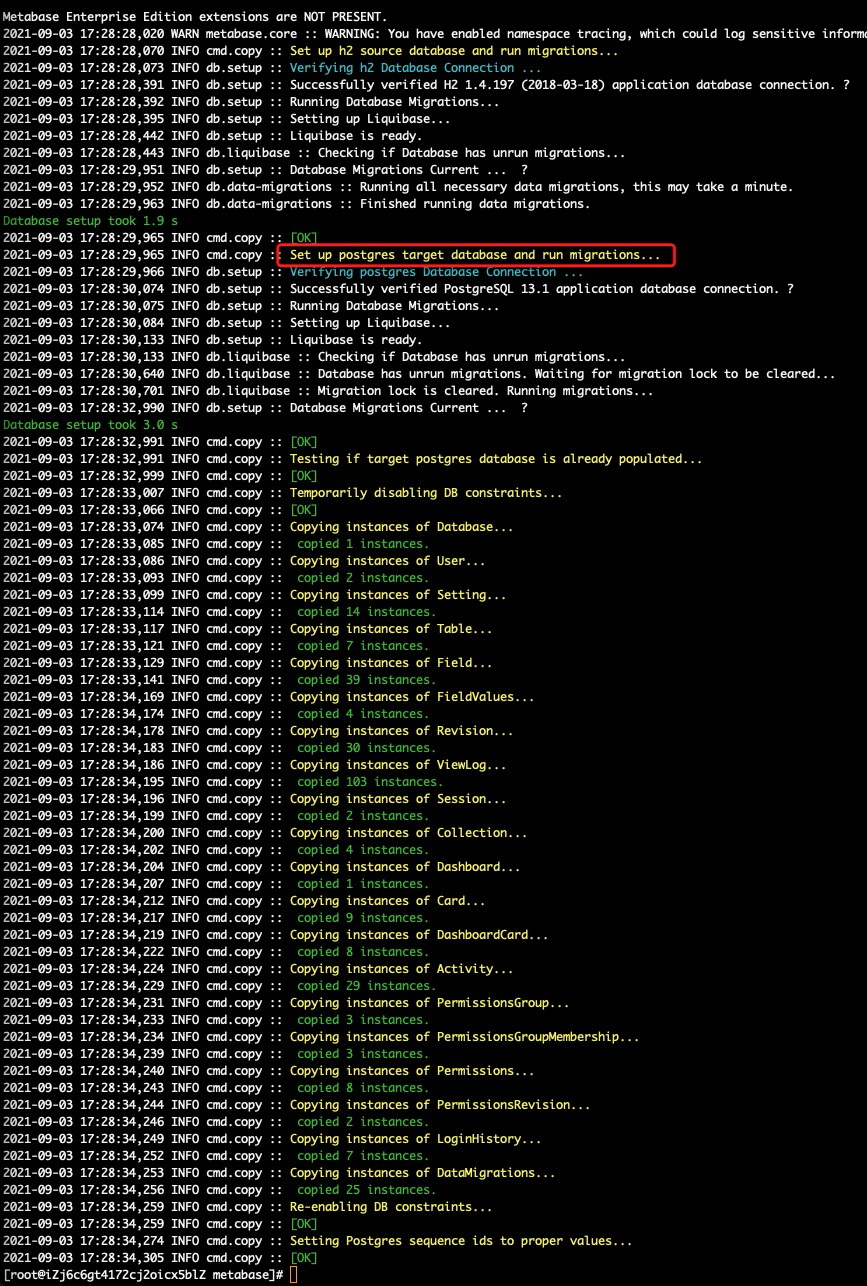 Metabase Enterprise Edition extensions are NOT PRESENT.
2021-09-03 17:28:28,020 WARN metabase.core :: WARNING: You have enabled namespace tracing, which could log sensitive informa
2021-09-03 17:28:28,070 INFO cmd.copy :: Set up h2 source database and run migrations...
2021-09-03 17:28:28,073 INFO db.setup :: Verifying h2 Database Connection ...
2021-09-03 17:28:28,391 INFO db.setup :: Successfully verified H2 1.4.197 (2018-03-18) application database connection. ?
2021-09-03 17:28:28,392 INFO db.setup :: Running Database Migrations...
2021-09-03 17:28:28,395 INFO db.setup :: Setting up Liquibase...
2021-09-03 17:28:28,442 INFO db.setup :: Liquibase is ready.
2021-09-03 17:28:28,443 INFO db.liquibase :: Checking if Database has unrun migrations...
2021-09-03 17:28:29,951 INFO db.setup :: Database Migrations Current ...  ?
2021-09-03 17:28:29,952 INFO db.data-migrations :: Running all necessary data migrations, this may take a minute.
2021-09-03 17:28:29,963 INFO db.data-migrations :: Finished running data migrations.
Database setup took 1.9 s
2021-09-03 17:28:29,965 INFO cmd.copy :: [OK]
2021-09-03 17:28:29,965 INFO cmd.copy :: Set up postgres target database and run migrations...
2021-09-03 17:28:29,966 INFO db.setup :: Verifying postgres Database Connection ...
2021-09-03 17:28:30,074 INFO db.setup :: Successfully verified PostgreSQL 13.1 application database connection. ?
2021-09-03 17:28:30,075 INFO db.setup :: Running Database Migrations...
2021-09-03 17:28:30,084 INFO db.setup :: Setting up Liquibase...
2021-09-03 17:28:30,133 INFO db.setup :: Liquibase is ready.
2021-09-03 17:28:30,133 INFO db.liquibase :: Checking if Database has unrun migrations...
2021-09-03 17:28:30,640 INFO db.liquibase :: Database has unrun migrations. Waiting for migration lock to be cleared...
2021-09-03 17:28:30,701 INFO db.liquibase :: Migration lock is cleared. Running migrations...
2021-09-03 17:28:32,990 INFO db.setup :: Database Migrations Current ...  ?
Database setup took 3.0 s
2021-09-03 17:28:32,991 INFO cmd.copy :: [OK]
2021-09-03 17:28:32,991 INFO cmd.copy :: Testing if target postgres database is already populated...
2021-09-03 17:28:32,999 INFO cmd.copy :: [OK]
2021-09-03 17:28:33,007 INFO cmd.copy :: Temporarily disabling DB constraints...
2021-09-03 17:28:33,066 INFO cmd.copy :: [OK]
2021-09-03 17:28:33,074 INFO cmd.copy :: Copying instances of Database...
2021-09-03 17:28:33,085 INFO cmd.copy ::  copied 1 instances.
2021-09-03 17:28:33,086 INFO cmd.copy :: Copying instances of User...
2021-09-03 17:28:33,093 INFO cmd.copy ::  copied 2 instances.
2021-09-03 17:28:33,099 INFO cmd.copy :: Copying instances of Setting...
2021-09-03 17:28:33,114 INFO cmd.copy ::  copied 14 instances.
2021-09-03 17:28:33,117 INFO cmd.copy :: Copying instances of Table...
2021-09-03 17:28:33,121 INFO cmd.copy ::  copied 7 instances.
2021-09-03 17:28:33,129 INFO cmd.copy :: Copying instances of Field...
2021-09-03 17:28:33,141 INFO cmd.copy ::  copied 39 instances.
2021-09-03 17:28:34,169 INFO cmd.copy :: Copying instances of FieldValues...
2021-09-03 17:28:34,174 INFO cmd.copy ::  copied 4 instances.
2021-09-03 17:28:34,178 INFO cmd.copy :: Copying instances of Revision...
2021-09-03 17:28:34,183 INFO cmd.copy ::  copied 30 instances.
2021-09-03 17:28:34,186 INFO cmd.copy :: Copying instances of ViewLog...
2021-09-03 17:28:34,195 INFO cmd.copy ::  copied 103 instances.
2021-09-03 17:28:34,196 INFO cmd.copy :: Copying instances of Session...
2021-09-03 17:28:34,199 INFO cmd.copy ::  copied 2 instances.
2021-09-03 17:28:34,200 INFO cmd.copy :: Copying instances of Collection...
2021-09-03 17:28:34,202 INFO cmd.copy ::  copied 4 instances.
2021-09-03 17:28:34,204 INFO cmd.copy :: Copying instances of Dashboard...
2021-09-03 17:28:34,207 INFO cmd.copy ::  copied 1 instances.
2021-09-03 17:28:34,212 INFO cmd.copy :: Copying instances of Card...
2021-09-03 17:28:34,217 INFO cmd.copy ::  copied 9 instances.
2021-09-03 17:28:34,219 INFO cmd.copy :: Copying instances of DashboardCard...
2021-09-03 17:28:34,222 INFO cmd.copy ::  copied 8 instances.
2021-09-03 17:28:34,224 INFO cmd.copy :: Copying instances of Activity...
2021-09-03 17:28:34,229 INFO cmd.copy ::  copied 29 instances.
2021-09-03 17:28:34,231 INFO cmd.copy :: Copying instances of PermissionsGroup...
2021-09-03 17:28:34,233 INFO cmd.copy ::  copied 3 instances.
2021-09-03 17:28:34,234 INFO cmd.copy :: Copying instances of PermissionsGroupMembership...
2021-09-03 17:28:34,239 INFO cmd.copy ::  copied 3 instances.
2021-09-03 17:28:34,240 INFO cmd.copy :: Copying instances of Permissions...
2021-09-03 17:28:34,243 INFO cmd.copy ::  copied 8 instances.
2021-09-03 17:28:34,244 INFO cmd.copy :: Copying instances of PermissionsRevision...
2021-09-03 17:28:34,246 INFO cmd.copy ::  copied 2 instances.
2021-09-03 17:28:34,249 INFO cmd.copy :: Copying instances of LoginHistory...
2021-09-03 17:28:34,252 INFO cmd.copy ::  copied 7 instances.
2021-09-03 17:28:34,253 INFO cmd.copy :: Copying instances of DataMigrations...
2021-09-03 17:28:34,256 INFO cmd.copy ::  copied 25 instances.
2021-09-03 17:28:34,259 INFO cmd.copy :: Re-enabling DB constraints...
2021-09-03 17:28:34,259 INFO cmd.copy :: [OK]
2021-09-03 17:28:34,274 INFO cmd.copy :: Setting Postgres sequence ids to proper values...
2021-09-03 17:28:34,305 INFO cmd.copy :: [OK]
[root@iZj6c6gt4172cj2oicx5blZ metabase]#